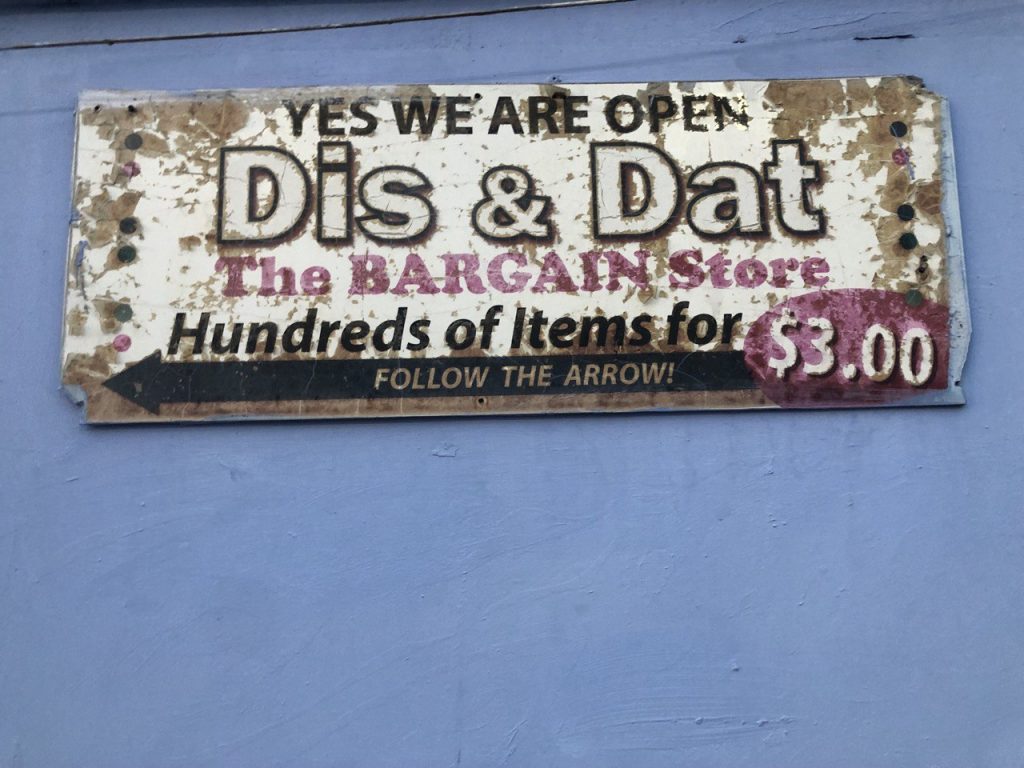 YES WE ARE OPEN
Dis & Dat
The BARGAIN Store
Hundreds of Items for $3.00
FOLLOW THE ARROW!